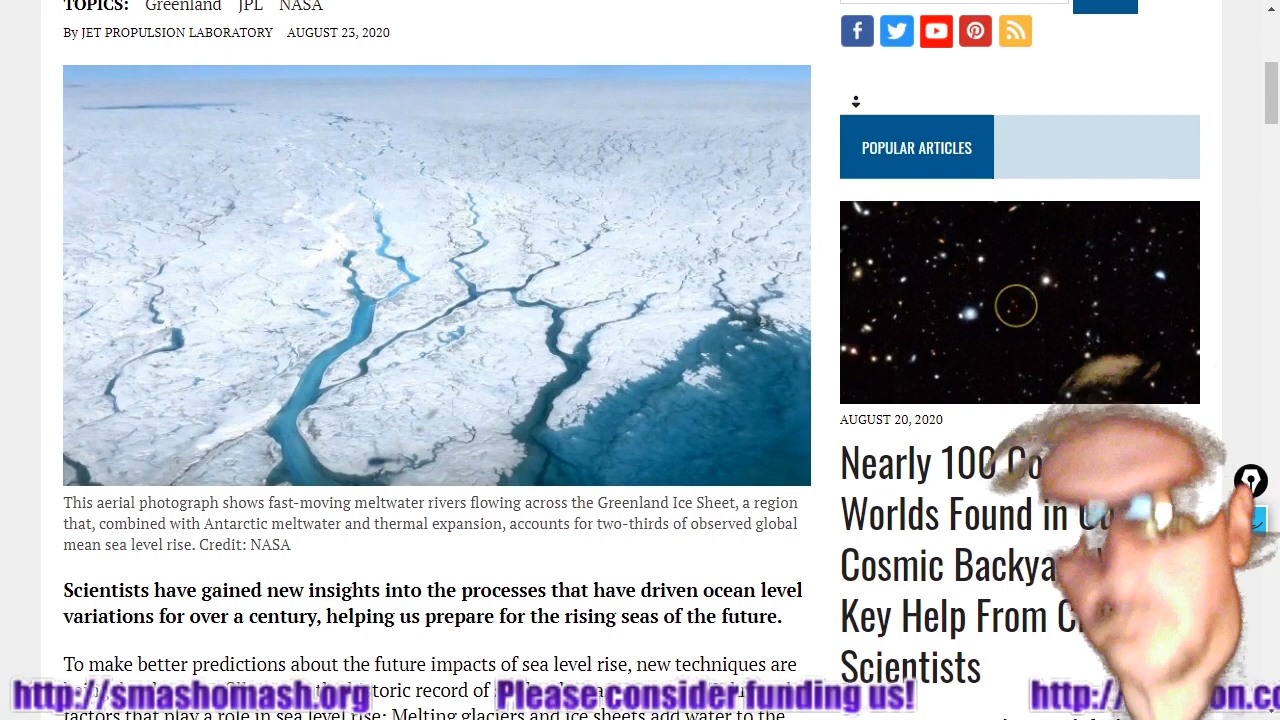 TOPICS: Greenland JPL NASA
By JET PROPULSION LABORATORY AUGUST 23, 2020
This aerial photograph shows fast-moving meltwater rivers flowing across the Greenland Ice Sheet, a region
that, combined with Antarctic meltwater and thermal expansion, accounts for two-thirds of observed global
mean sea level rise. Credit: NASA
Scientists have gained new insights into the processes that have driven ocean level
variations for over a century, helping us prepare for the rising seas of the future.
To make better predictions about the future impacts of sea level rise, new techniques are
factors that play a role in sea level rise: Melting glaciers and ice sheets add water to the
POPULAR ARTICLES
AUGUST 20, 2020
Nearly 100
Worlds Found in
Cosmic
Key Help From
Scientists
http://smashomash.org Please consider funding us!